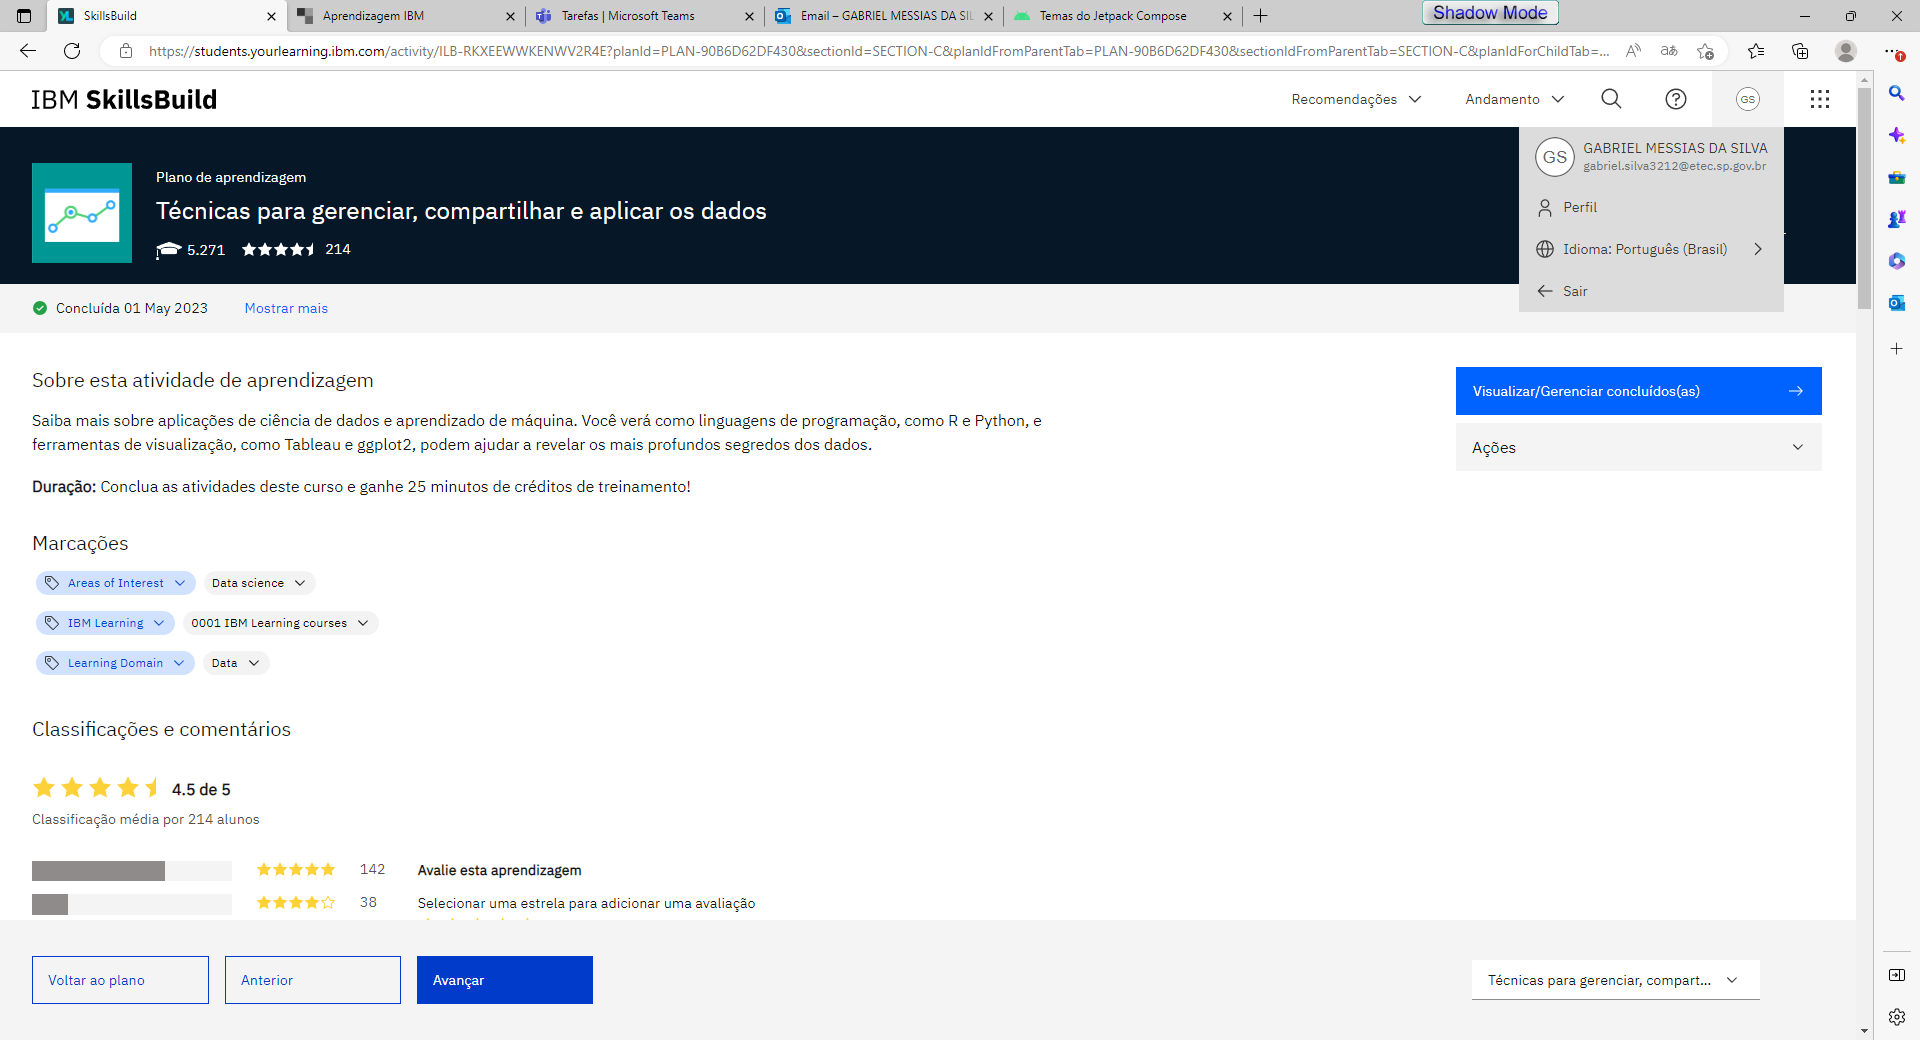 SkillsBuild
Aprendizagem IBM
Tarefas | Microsoft Teams
Email – GABRIEL MESSIAS DA SIL
Temas do Jetpack Compose
Shadow Mode
https://students.yourlearning.ibm.com/activity/ILB-RKXEEWWKENWV2R4E?planId=PLAN-90B6D62DF430&sectionId=SECTION-C&planIdFromParentTab=PLAN-90B6D62DF430&sectionIdFromParentTab=SECTION-C&planIdForChildTab=...
IBM SkillsBuild
Recomendações
Andamento
GS
GS
GABRIEL MESSIAS DA SILVA
gabriel.silva3212@etec.sp.gov.br
Perfil
Idioma: Português (Brasil)
Sair
Plano de aprendizagem
Técnicas para gerenciar, compartilhar e aplicar os dados
5.271
214
Concluída 01 May 2023
Mostrar mais
Sobre esta atividade de aprendizagem
Saiba mais sobre aplicações de ciência de dados e aprendizado de máquina. Você verá como linguagens de programação, como R e Python, e
ferramentas de visualização, como Tableau e ggplot2, podem ajudar a revelar os mais profundos segredos dos dados.
Duração: Conclua as atividades deste curso e ganhe 25 minutos de créditos de treinamento!
Visualizar/Gerenciar concluídos(as)
Ações
Marcações
Areas of Interest
Data science
IBM Learning
0001 IBM Learning courses
Learning Domain
Data
Classificações e comentários
4.5 de 5
Classificação média por 214 alunos
142
Avalie esta aprendizagem
38
Selecionar uma estrela para adicionar uma avaliação
Voltar ao plano
Anterior
Avançar
Técnicas para gerenciar, compart...